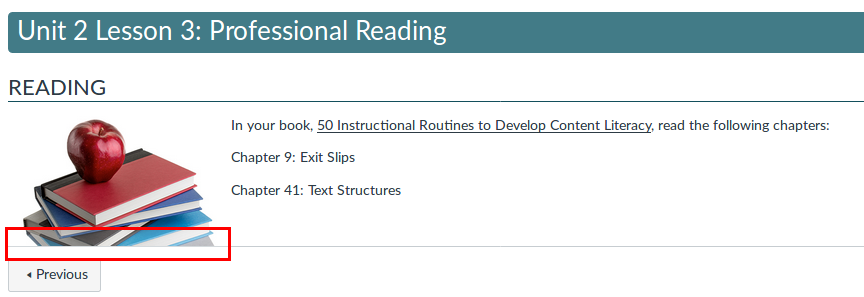 Unit 2 Lesson 3: Professional Reading
READING
In your book, 50 Instructional Routines to Develop Content Literacy, read the following chapters:
Chapter 9: Exit Slips
Chapter 41: Text Structures
Previous